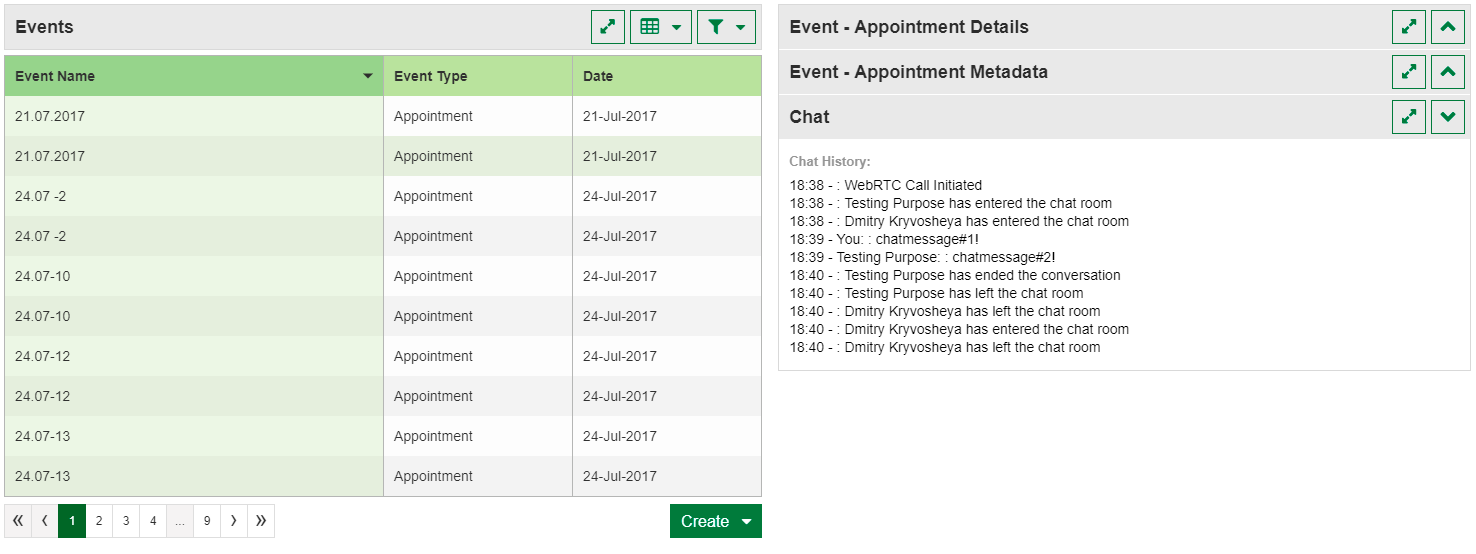 Events
Event Name Event Type Date
21.07.2017 Appointment 21-Jul-2017
21.07.2017 Appointment 21-Jul-2017
24.07 -2 Appointment 24-Jul-2017
24.07 -2 Appointment 24-Jul-2017
24.07-10 Appointment 24-Jul-2017
24.07-10 Appointment 24-Jul-2017
24.07-12 Appointment 24-Jul-2017
24.07-12 Appointment 24-Jul-2017
24.07-13 Appointment 24-Jul-2017
24.07-13 Appointment 24-Jul-2017
« ‹ 1 2 3 4 ... 9 › »
Create
Event - Appointment Details
Event - Appointment Metadata
Chat
Chat History:
18:38 - : WebRTC Call Initiated
18:38 - : Testing Purpose has entered the chat room
18:38 - : Dmitry Kryvosheya has entered the chat room
18:39 - You: : chatmessage#1!
18:39 - Testing Purpose: : chatmessage#2!
18:40 - : Testing Purpose has ended the conversation
18:40 - : Testing Purpose has left the chat room
18:40 - : Dmitry Kryvosheya has left the chat room
18:40 - : Dmitry Kryvosheya has entered the chat room
18:40 - : Dmitry Kryvosheya has left the chat room